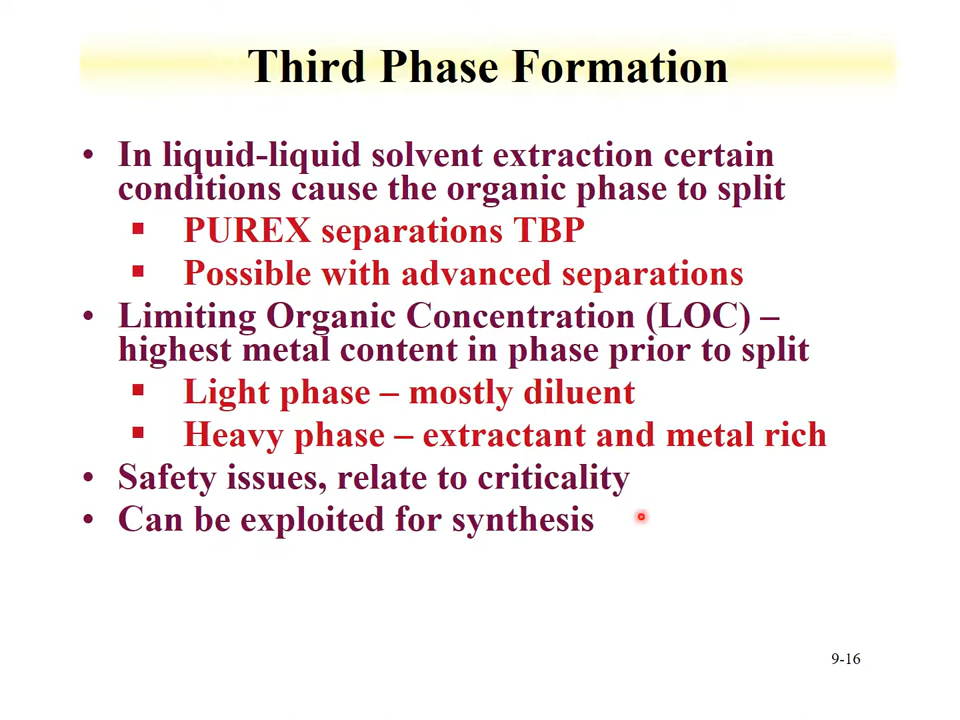 Third Phase Formation
• In liquid-liquid solvent extraction certain
conditions cause the organic phase to split
▪ PUREX separations TBP
▪ Possible with advanced separations
• Limiting Organic Concentration (LOC) –
highest metal content in phase prior to split
▪ Light phase – mostly diluent
▪ Heavy phase – extractant and metal rich
• Safety issues, relate to criticality
• Can be exploited for synthesis
9-16